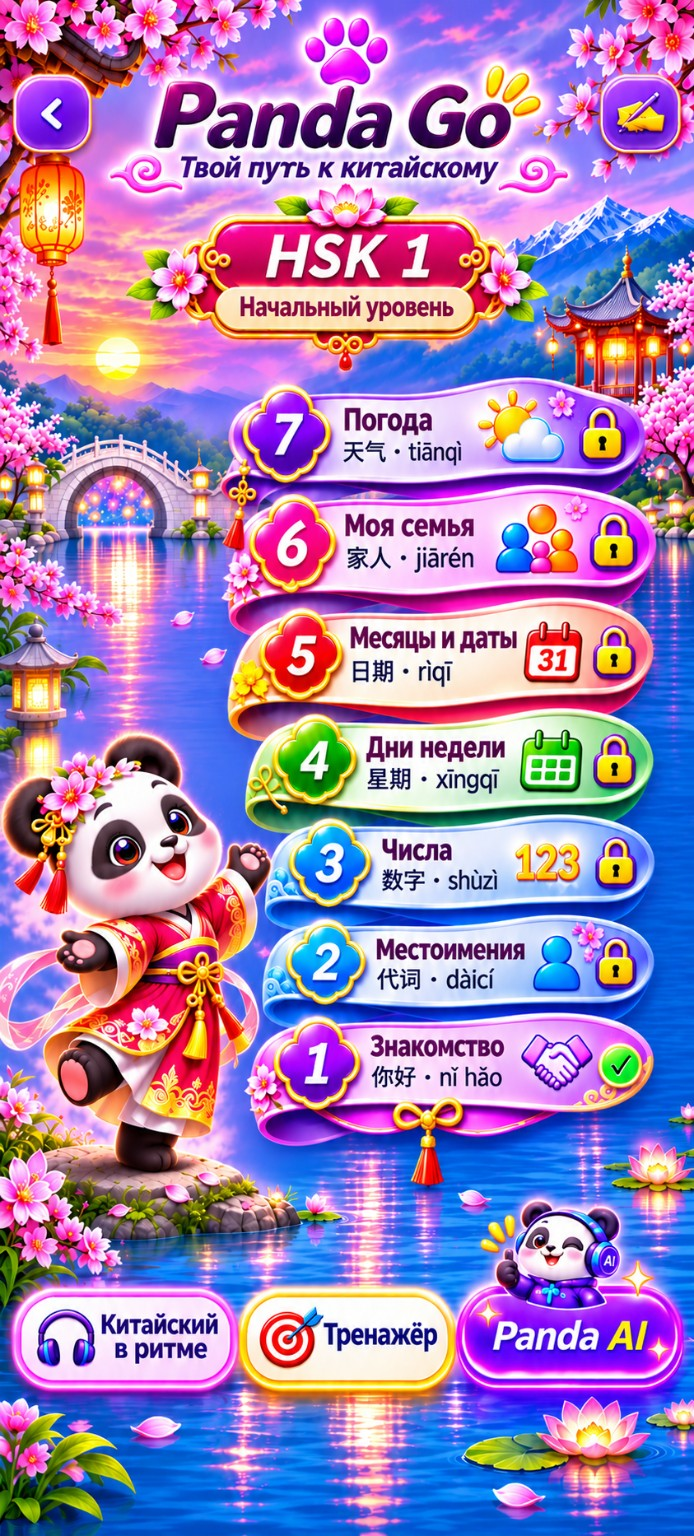 Panda Go
Твой путь к китайскому
HSK 1
Начальный уровень
7
Погода
天气 • tiānqì
6
Моя семья
家人 • jiārén
5
Месяцы и даты
日期 • rìqī
31
4
Дни недели
星期 • xīngqī
3
Числа
数字 • shùzì
123
2
Местоимения
代词 • dàicí
1
Знакомство
你好 • nǐ hǎo
AI
Китайский
в ритме
Тренажёр
Panda AI